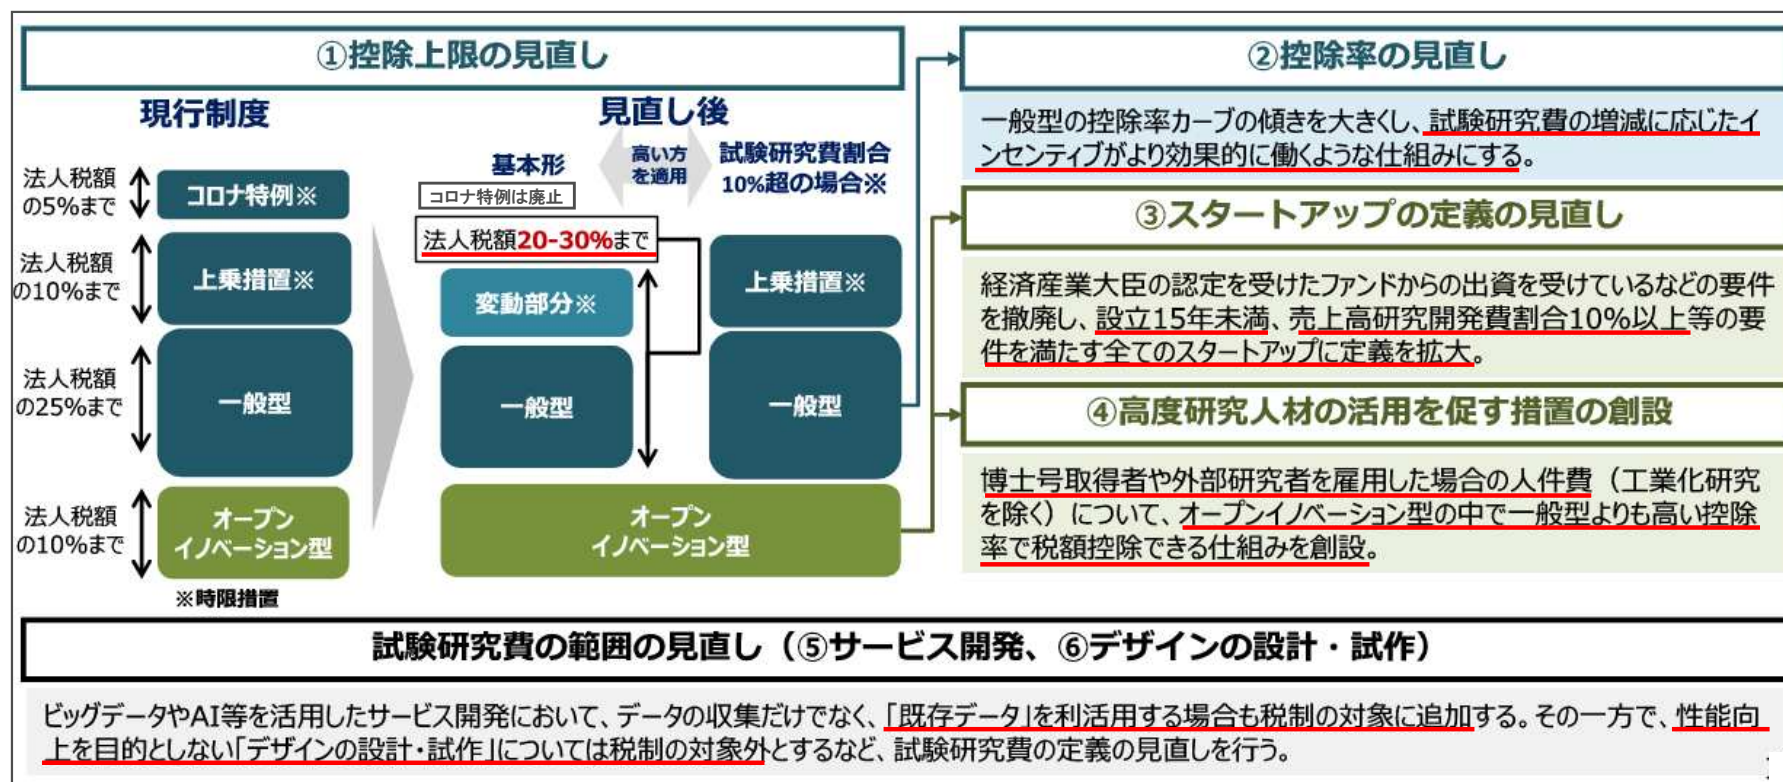 ①控除上限の見直し
現行制度
法人税額
の5%まで
コロナ特例※
法人税額
の10%まで
上乗措置※
法人税額
の25%まで
一般型
法人税額
の10%まで
オープン
イノベーション型
※時限措置
見直し後
基本形
高い方
を適用
試験研究費割合
10%超の場合※
コロナ特例は廃止
法人税額20-30%まで
変動部分※
一般型
上乗措置※
一般型
オープン
イノベーション型
②控除率の見直し
一般型の控除率カーブの傾きを大きくし、試験研究費の増減に応じたイ
ンセンティブがより効果的に働くような仕組みにする。
③スタートアップの定義の見直し
経済産業大臣の認定を受けたファンドからの出資を受けているなどの要件
を撤廃し、設立15年未満、売上高研究開発費割合10%以上等の要
件を満たす全てのスタートアップに定義を拡大。
④高度研究人材の活用を促す措置の創設
博士号取得者や外部研究者を雇用した場合の人件費（工業化研究
を除く）について、オープンイノベーション型の中で一般型よりも高い控除
率で税額控除できる仕組みを創設。
試験研究費の範囲の見直し（⑤サービス開発、⑥デザインの設計・試作）
ビッグデータやAI等を活用したサービス開発において、データの収集だけでなく、「既存データ」を利活用する場合も税制の対象に追加する。その一方で、性能向
上を目的としない「デザインの設計・試作」については税制の対象外とするなど、試験研究費の定義の見直しを行う。